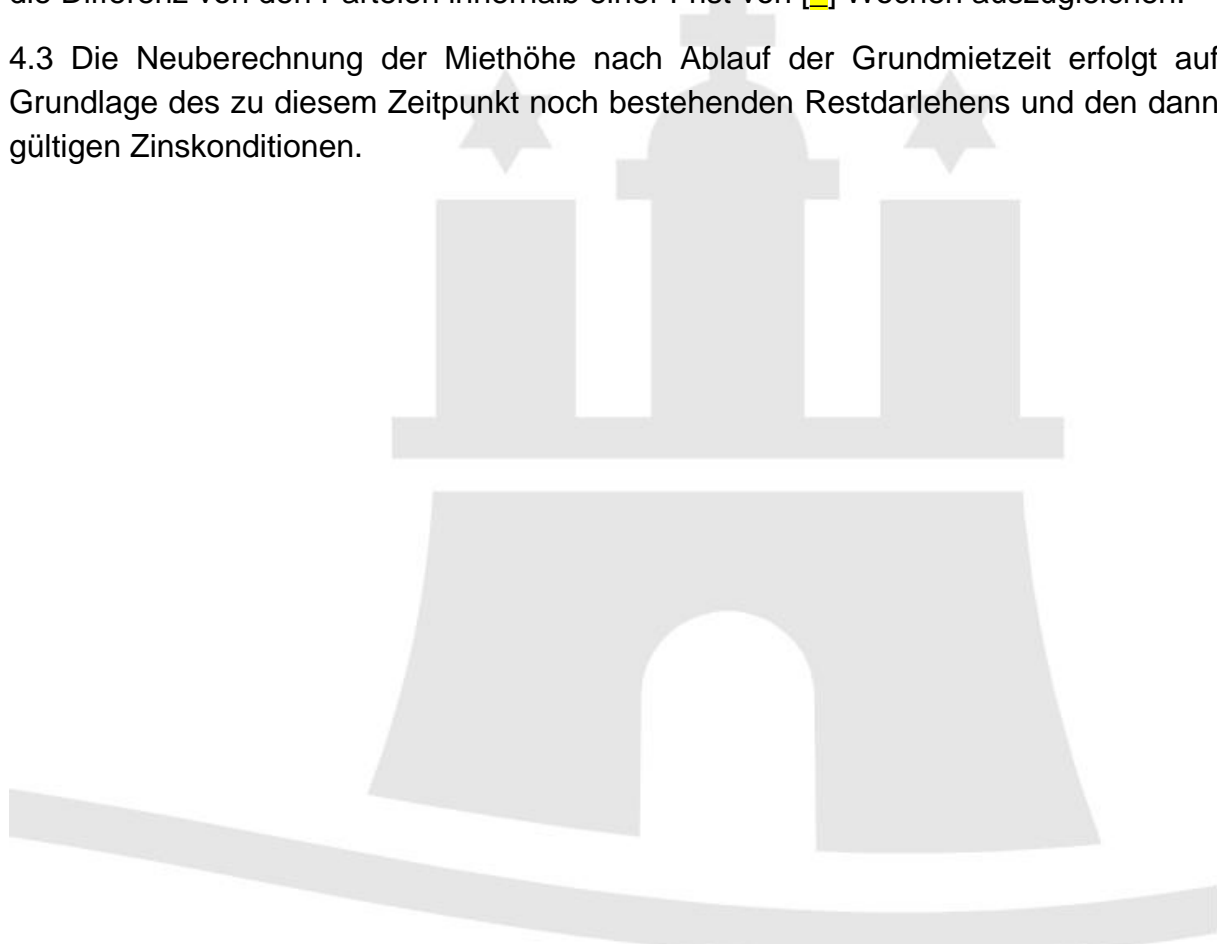 die Differenz von den Parteien innerhalb einer Frist von [_] Wochen auszugleichen.
4.3 Die Neuberechnung der Miethöhe nach Ablauf der Grundmietzeit erfolgt auf
Grundlage des zu diesem Zeitpunkt noch bestehenden Restdarlehens und den dann
gültigen Zinskonditionen.